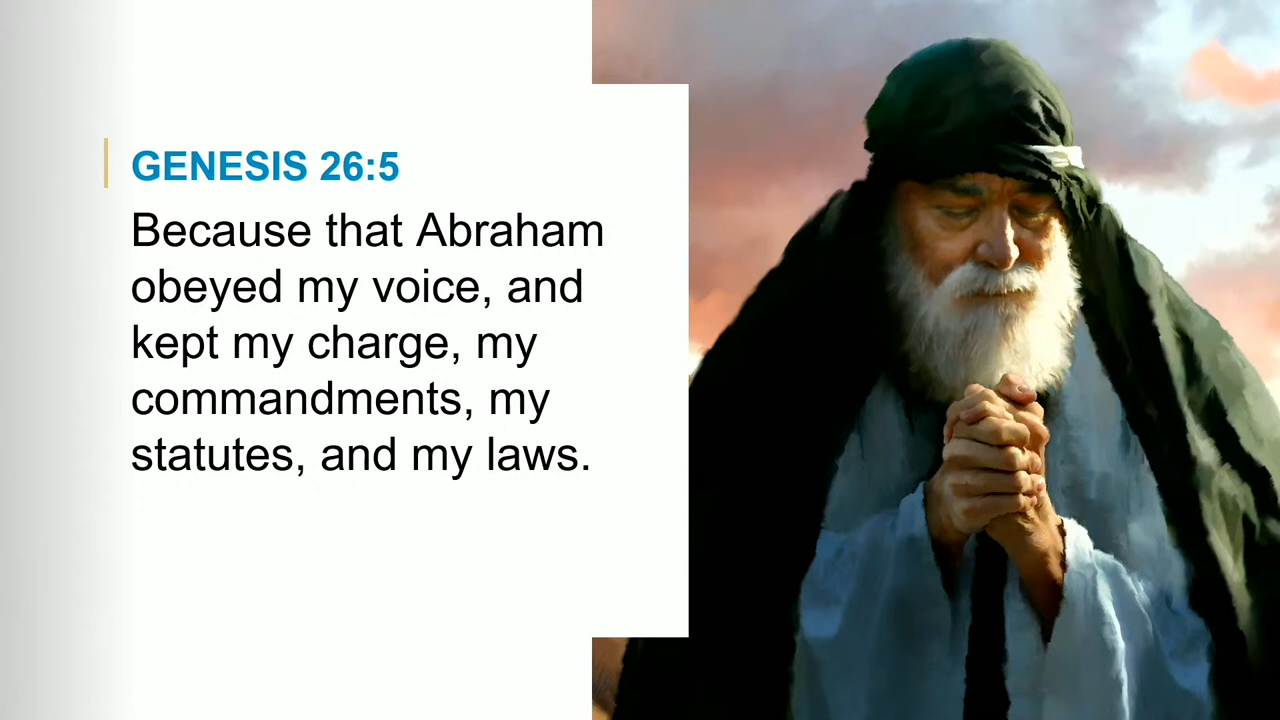 GENESIS 26:5
Because that Abraham
obeyed my voice, and
kept my charge, my
commandments, my
statutes, and my laws.